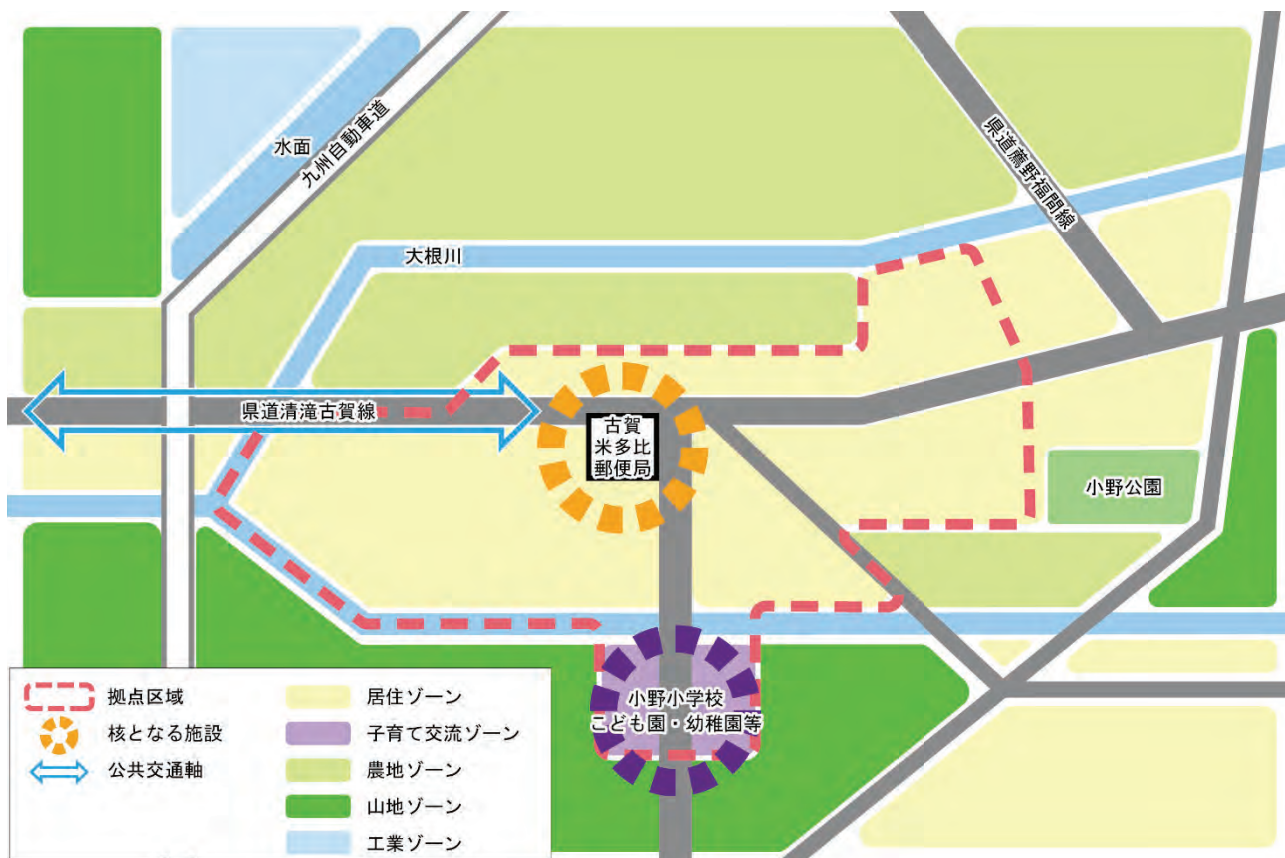 水面
九州自動車道
県道薦野福間線
大根川
県道清滝古賀線
古賀
米多比
郵便局
小野公園
小野小学校
こども園・幼稚園等
拠点区域
核となる施設
公共交通軸
居住ゾーン
子育て交流ゾーン
農地ゾーン
山地ゾーン
工業ゾーン